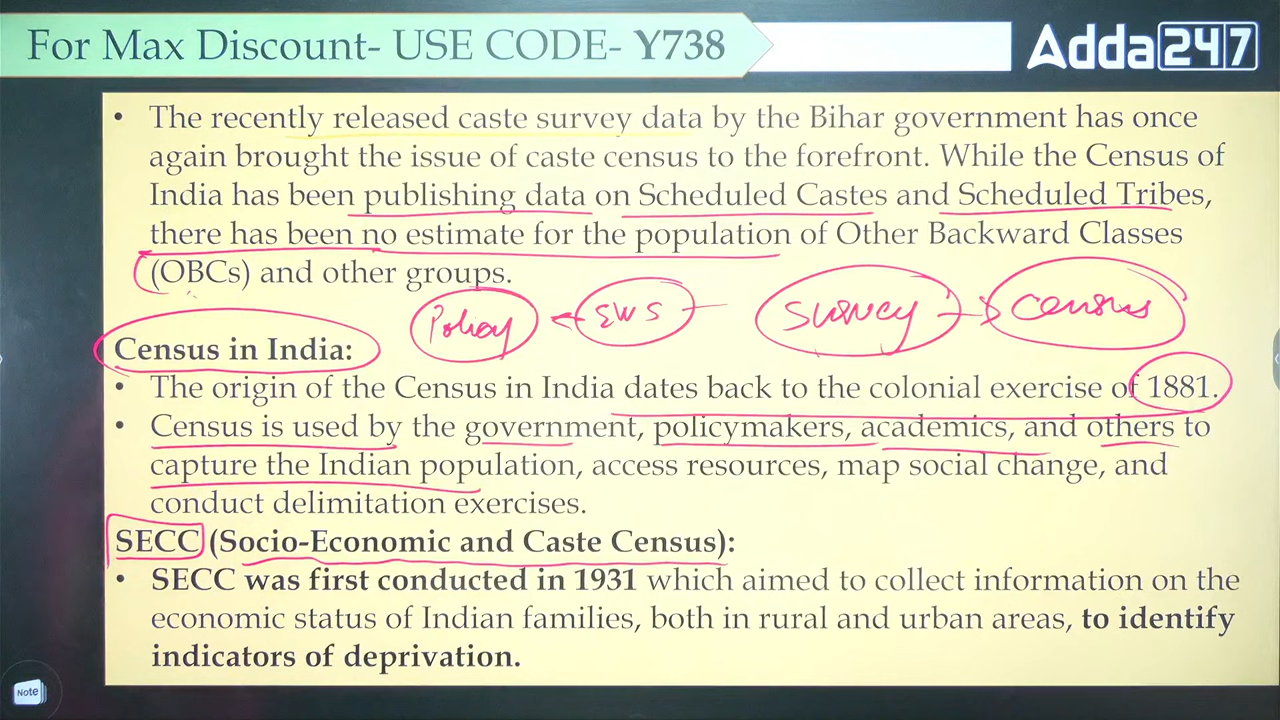 For Max Discount- USE CODE- Y738
Adda247
• The recently released caste survey data by the Bihar government has once
again brought the issue of caste census to the forefront. While the Census of
India has been publishing data on Scheduled Castes and Scheduled Tribes,
there has been no estimate for the population of Other Backward Classes
(OBCs) and other groups.
Policy ← EWS Survey → Census
Census in India:
• The origin of the Census in India dates back to the colonial exercise of 1881.
• Census is used by the government, policymakers, academics, and others to
capture the Indian population, access resources, map social change, and
conduct delimitation exercises.
SECC (Socio-Economic and Caste Census):
• SECC was first conducted in 1931 which aimed to collect information on the
economic status of Indian families, both in rural and urban areas, to identify
indicators of deprivation.
Note